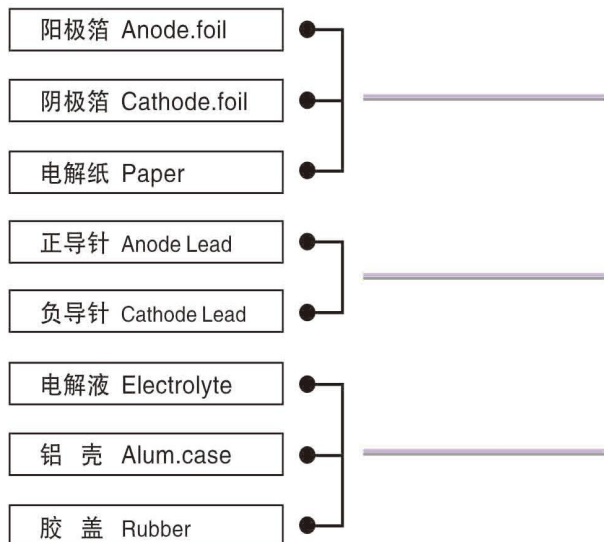 阳极箔 Anode.foil
阴极箔 Cathode.foil
电解纸 Paper
正导针 Anode Lead
负导针 Cathode Lead
电解液 Electrolyte
铝 壳 Alum.case
胶 盖 Rubber